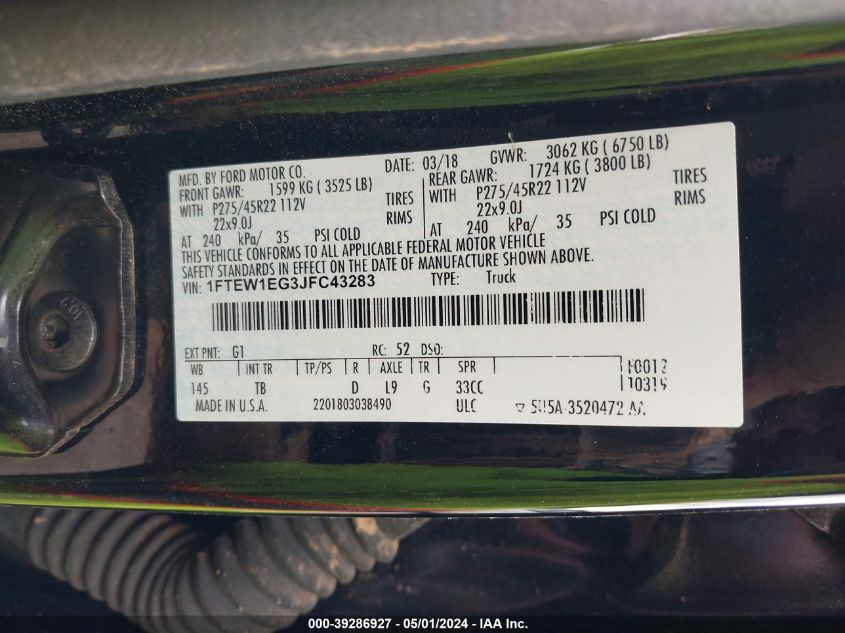 MFD. BY FORD MOTOR CO. DATE: 03/18 GVWR: 3062 KG ( 6750 LB)
FRONT GAWR: 1599 KG ( 3525 LB) REAR GAWR: 1724 KG ( 3800 LB)
WITH P275/45R22 112V TIRES WITH P275/45R22 112V TIRES
22x9.0J RIMS 22x9.0J RIMS
AT 240 kPa/ 35 PSI COLD AT 240 kPa/ 35 PSI COLD
THIS VEHICLE CONFORMS TO ALL APPLICABLE FEDERAL MOTOR VEHICLE
SAFETY STANDARDS IN EFFECT ON THE DATE OF MANUFACTURE SHOWN ABOVE.
VIN: 1FTEW1EG3JFC43283 TYPE: Truck
EXT PNT: G1 RC: 52 DSO:
WB INT TR TP/PS R AXLE TR SPR
145 TB D L9 G 33CC 10319
MADE IN U.S.A. 2201803038490 ULC 3520472
000-39286927 - 05/01/2024 - IAA Inc.